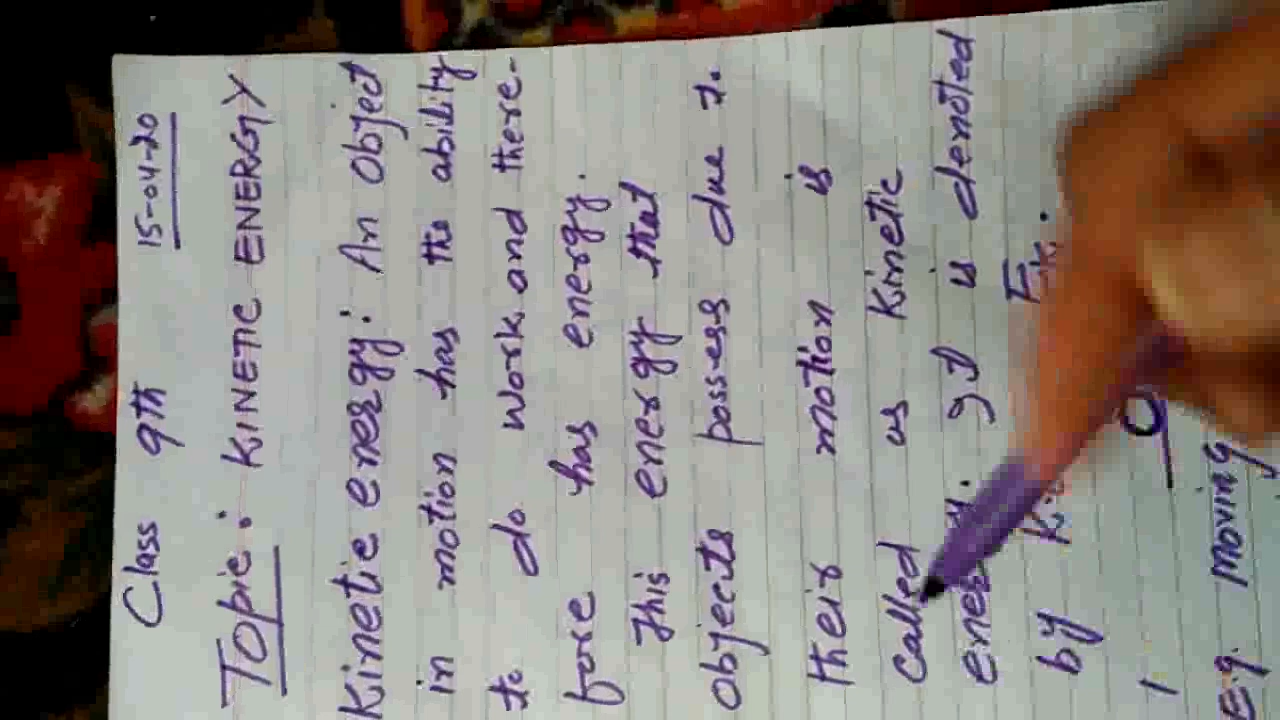 Class 9th 15-04-20
Topic: KINETIC ENERGY
Kinetic energy: An object
in motion has the ability
to do work, and there-
fore has energy.
This energy that
objects possess due to
their motion is
called as kinetic
energy. It is denoted
by
E.g. moving